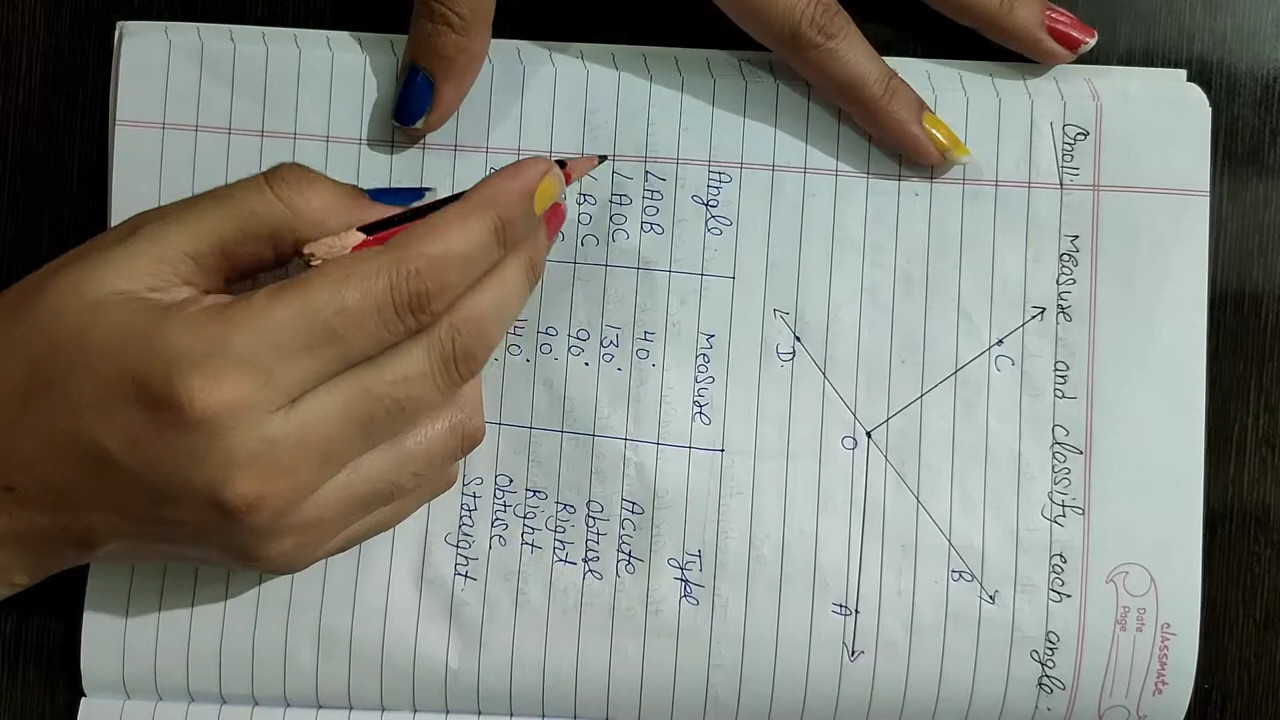 classmate
Date
Page
Qno11: Measure and classify each angle.
C
B
D.
O
A
Angle. Measure Type
∠AOB 40° Acute
∠AOC 130° Obtuse
∠BOC 90° Right
90° Right
140° Obtuse
Straight.